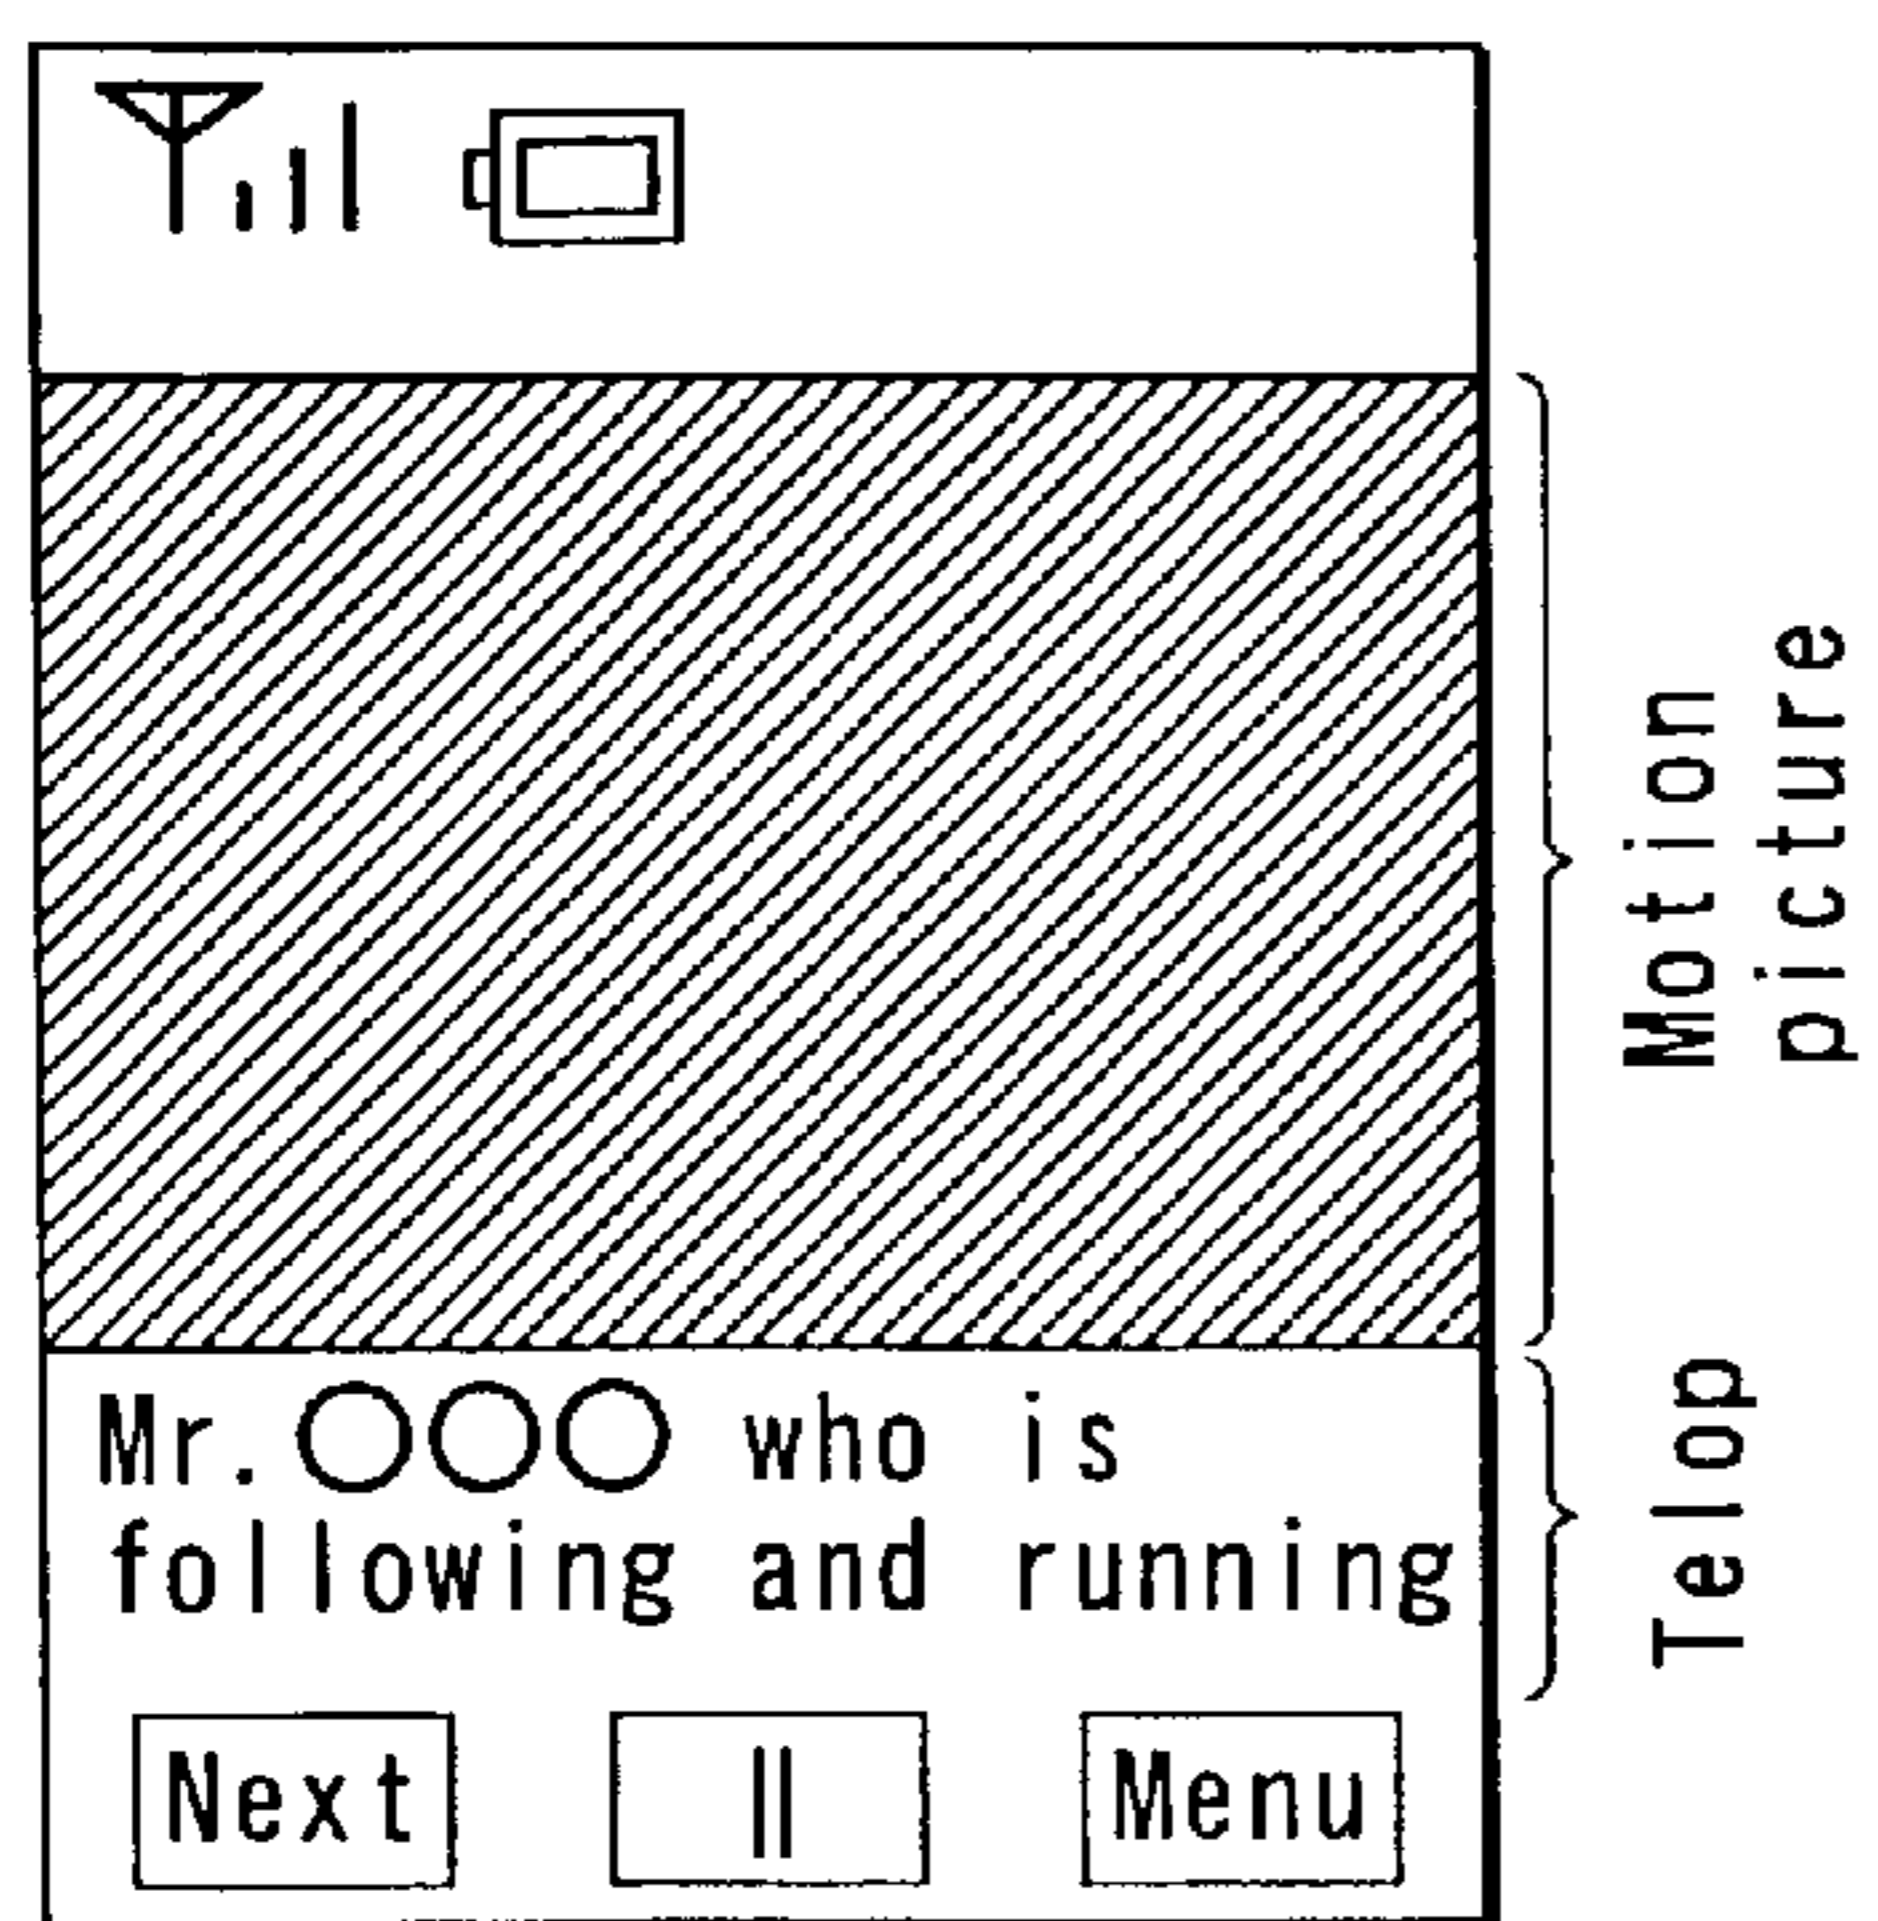 Motion
picture
Mr. ○○○ who is
following and running
Telop
Next
||
Menu